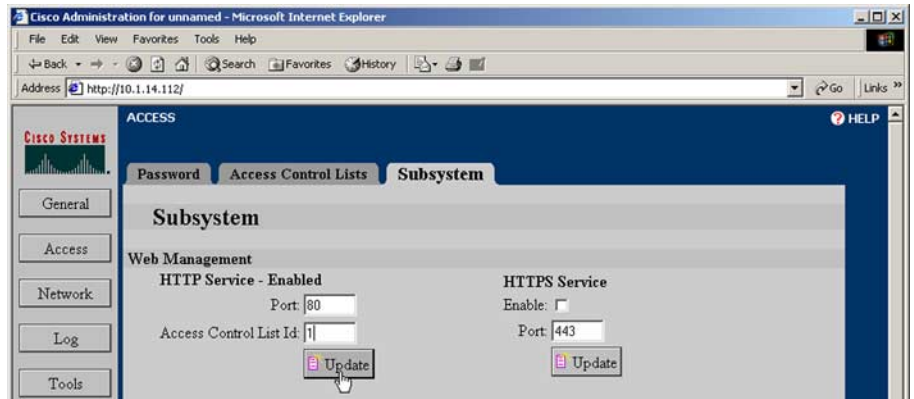 Cisco Administration for unnamed - Microsoft Internet Explorer
File Edit View Favorites Tools Help
Back Search Favorites History
Address http://10.1.14.112/ Go Links »
ACCESS ? HELP
CISCO SYSTEMS
Password Access Control Lists Subsystem
General
Subsystem
Access
Web Management
HTTP Service - Enabled HTTPS Service
Network
Port: 80 Enable:
Log
Access Control List Id: 1 Port: 443
Update Update
Tools